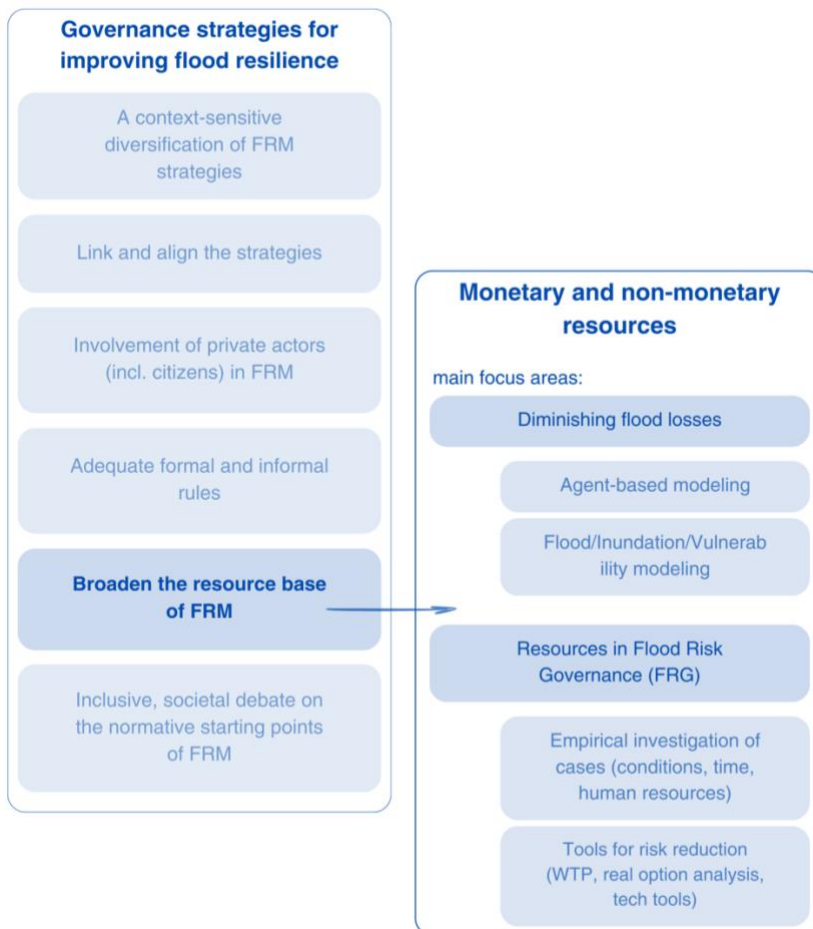 Governance strategies for
improving flood resilience
A context-sensitive
diversification of FRM
strategies
Link and align the strategies
Involvement of private actors
(incl. citizens) in FRM
Adequate formal and informal
rules
Broaden the resource base
of FRM
Inclusive, societal debate on
the normative starting points
of FRM
Monetary and non-monetary
resources
main focus areas:
Diminishing flood losses
Agent-based modeling
Flood/Inundation/Vulnerab
ility modeling
Resources in Flood Risk
Governance (FRG)
Empirical investigation of
cases (conditions, time,
human resources)
Tools for risk reduction
(WTP, real option analysis,
tech tools)